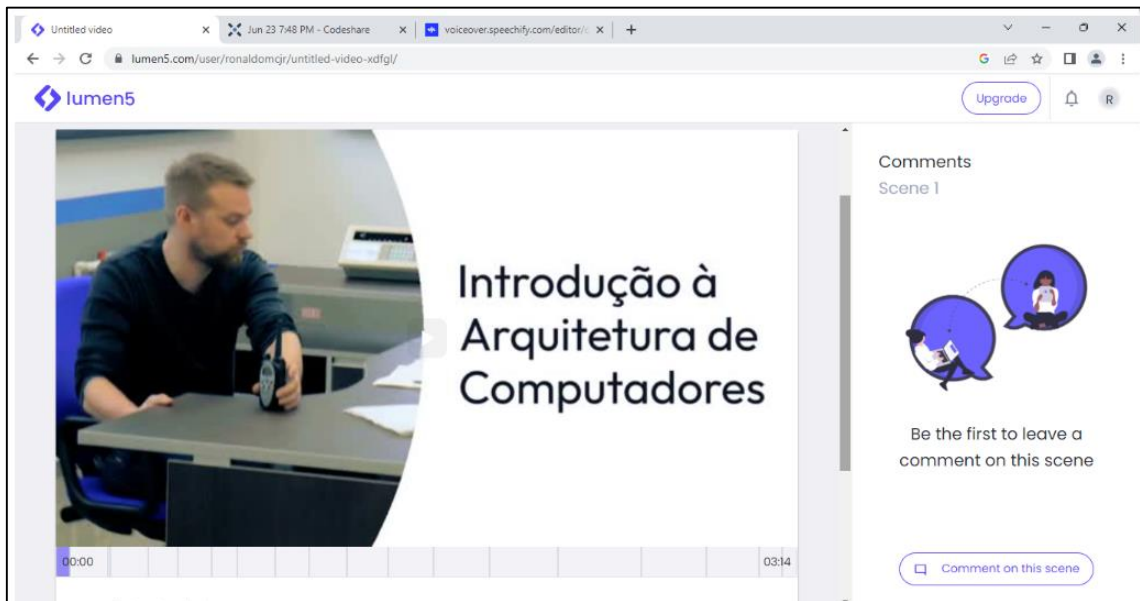 Untitled video
Jun 23 7:48 PM - Codeshare
voiceover.speechify.com/editor/
lumen5.com/user/ronaldomcjr/untitled-video-xdfgl/
lumen5
Upgrade
R
Introdução à
Arquitetura de
Computadores
00:00
03:14
Comments
Scene 1
Be the first to leave a
comment on this scene
Comment on this scene